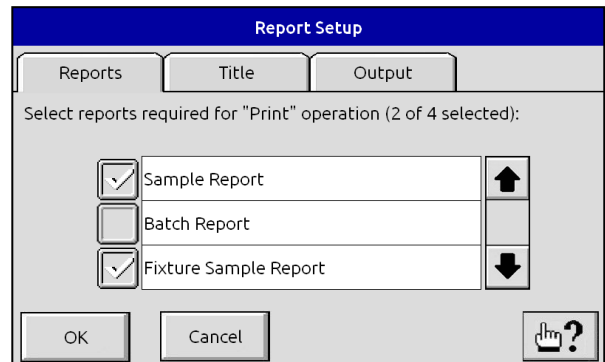 Report Setup
Reports Title Output
Select reports required for "Print" operation (2 of 4 selected):
Sample Report
Batch Report
Fixture Sample Report
OK Cancel ?